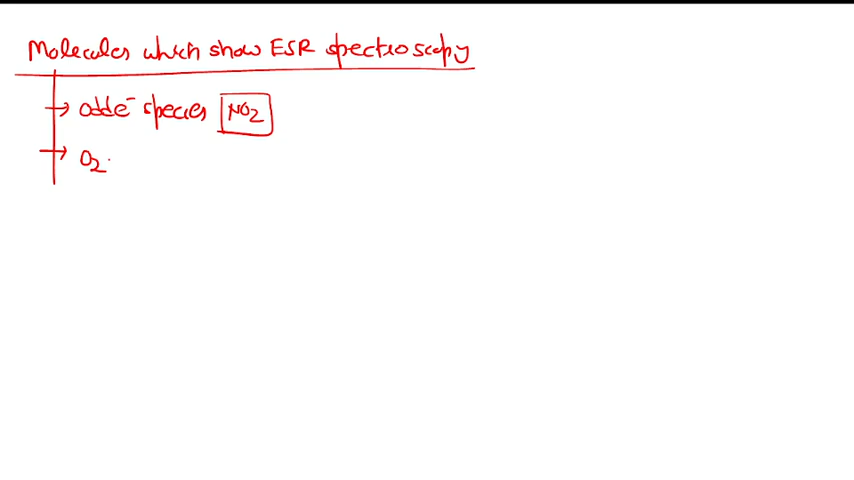 Molecules which show ESR spectroscopy
→ odd e⁻ species NO₂
→ O₂